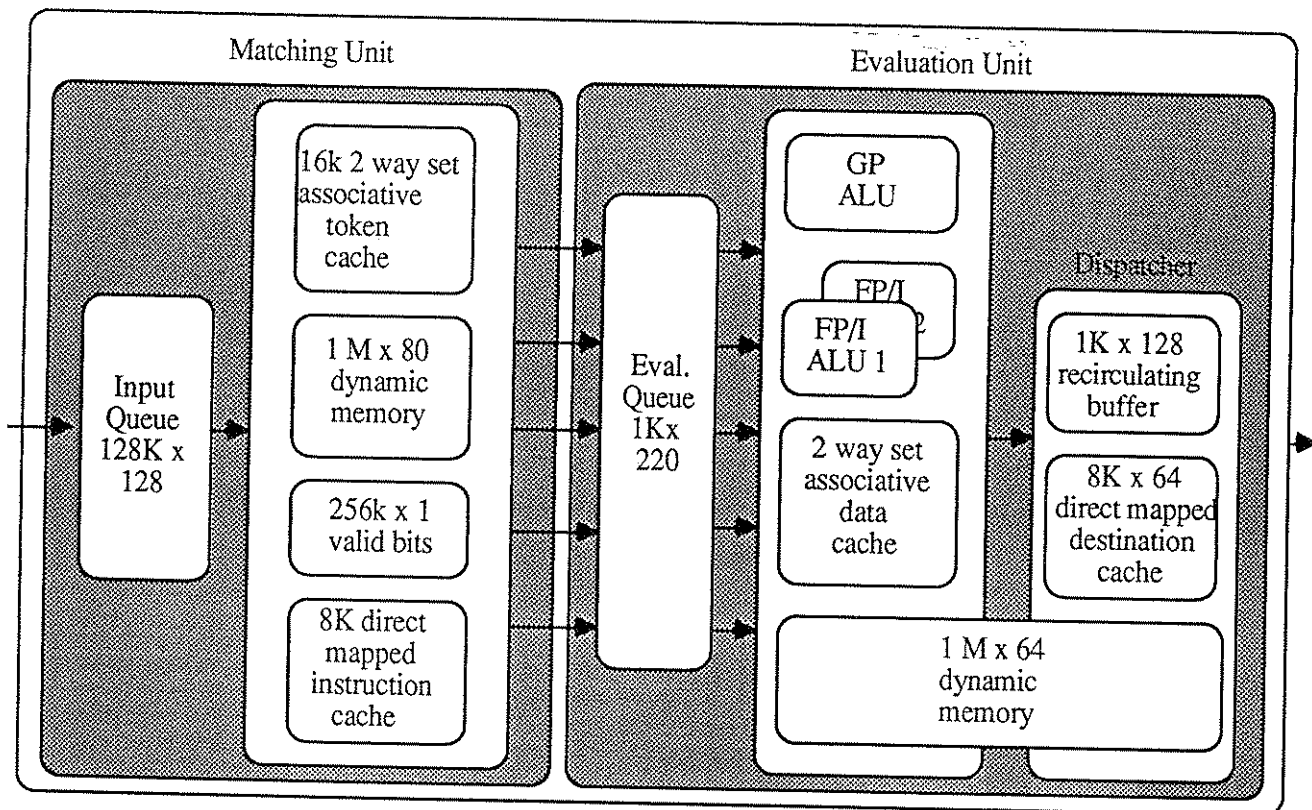 Matching Unit
Evaluation Unit
16k 2 way set
associative
token
cache
1 M x 80
dynamic
memory
256k x 1
valid bits
8K direct
mapped
instruction
cache
Input
Queue
128K x
128
Eval.
Queue
1Kx
220
GP
ALU
FP/I
2
FP/I
ALU 1
2 way set
associative
data
cache
Dispatcher
1K x 128
recirculating
buffer
8K x 64
direct mapped
destination
cache
1 M x 64
dynamic
memory